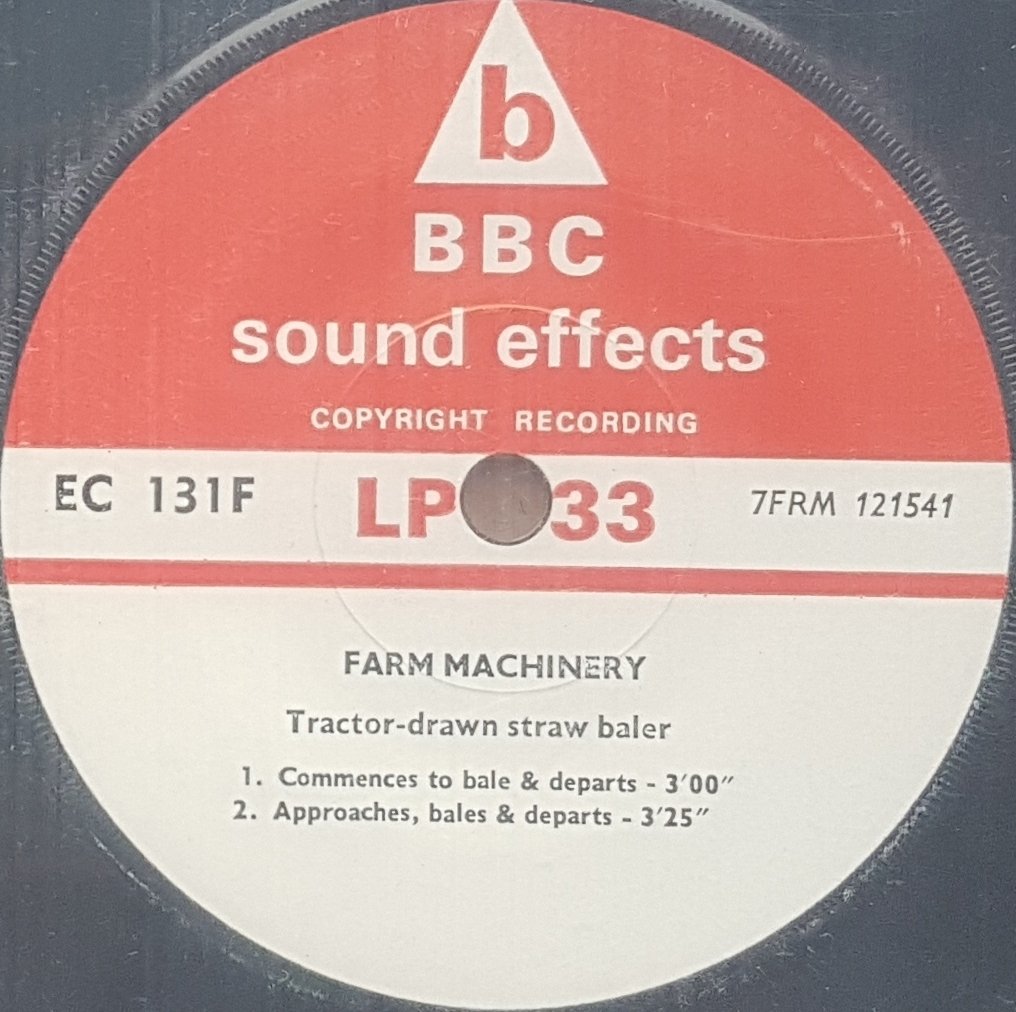 b
BBC
sound effects
COPYRIGHT RECORDING
EC 131F LP 33 7FRM 121541
FARM MACHINERY
Tractor-drawn straw baler
1. Commences to bale & departs - 3′00″
2. Approaches, bales & departs - 3′25″